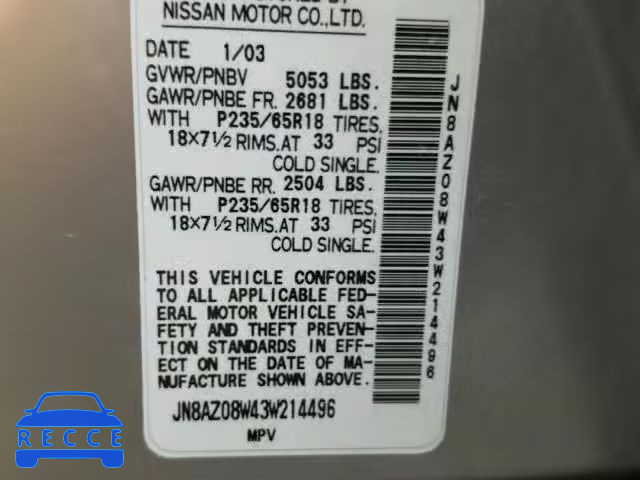 NISSAN MOTOR CO.,LTD.
DATE 1/03
GVWR/PNBV 5053 LBS.
GAWR/PNBE FR. 2681 LBS.
WITH P235/65R18 TIRES.
18×7½ RIMS.AT 33 PSI
COLD SINGLE.
GAWR/PNBE RR. 2504 LBS.
WITH P235/65R18 TIRES.
18×7½ RIMS.AT 33 PSI
COLD SINGLE.
THIS VEHICLE CONFORMS
TO ALL APPLICABLE FED-
ERAL MOTOR VEHICLE SA-
FETY AND THEFT PREVEN-
TION STANDARDS IN EFF-
ECT ON THE DATE OF MA-
NUFACTURE SHOWN ABOVE.
JN8AZ08W43W214496
MPV
JN8AZ08W43W214496
RECCE